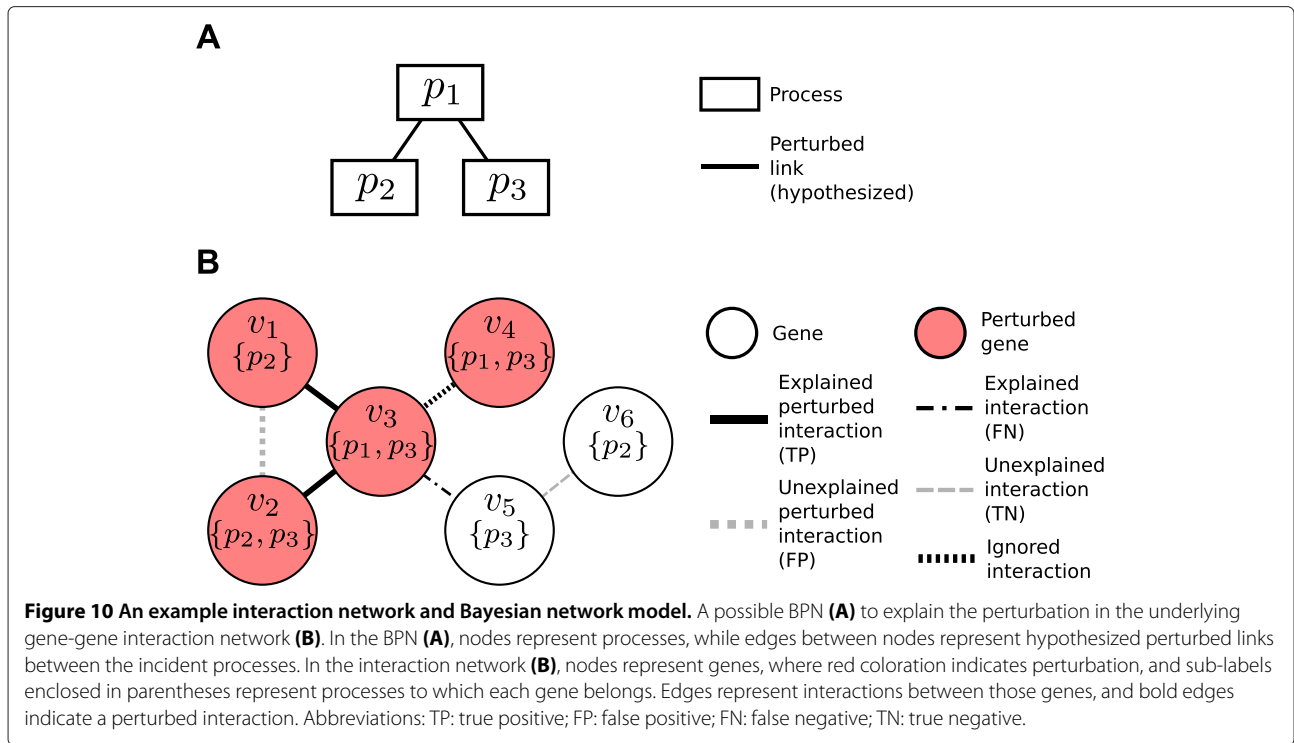 A
p1
p2
p3
Process
Perturbed
link
(hypothesized)
B
v1
{p2}
v4
{p1, p3}
v3
{p1, p3}
v6
{p2}
v2
{p2, p3}
v5
{p3}
Gene
Perturbed
gene
Explained
perturbed
interaction
(TP)
Explained
interaction
(FN)
Unexplained
perturbed
interaction
(FP)
Unexplained
interaction
(TN)
Ignored
interaction
Figure 10 An example interaction network and Bayesian network model. A possible BPN (A) to explain the perturbation in the underlying
gene-gene interaction network (B). In the BPN (A), nodes represent processes, while edges between nodes represent hypothesized perturbed links
between the incident processes. In the interaction network (B), nodes represent genes, where red coloration indicates perturbation, and sub-labels
enclosed in parentheses represent processes to which each gene belongs. Edges represent interactions between those genes, and bold edges
indicate a perturbed interaction. Abbreviations: TP: true positive; FP: false positive; FN: false negative; TN: true negative.